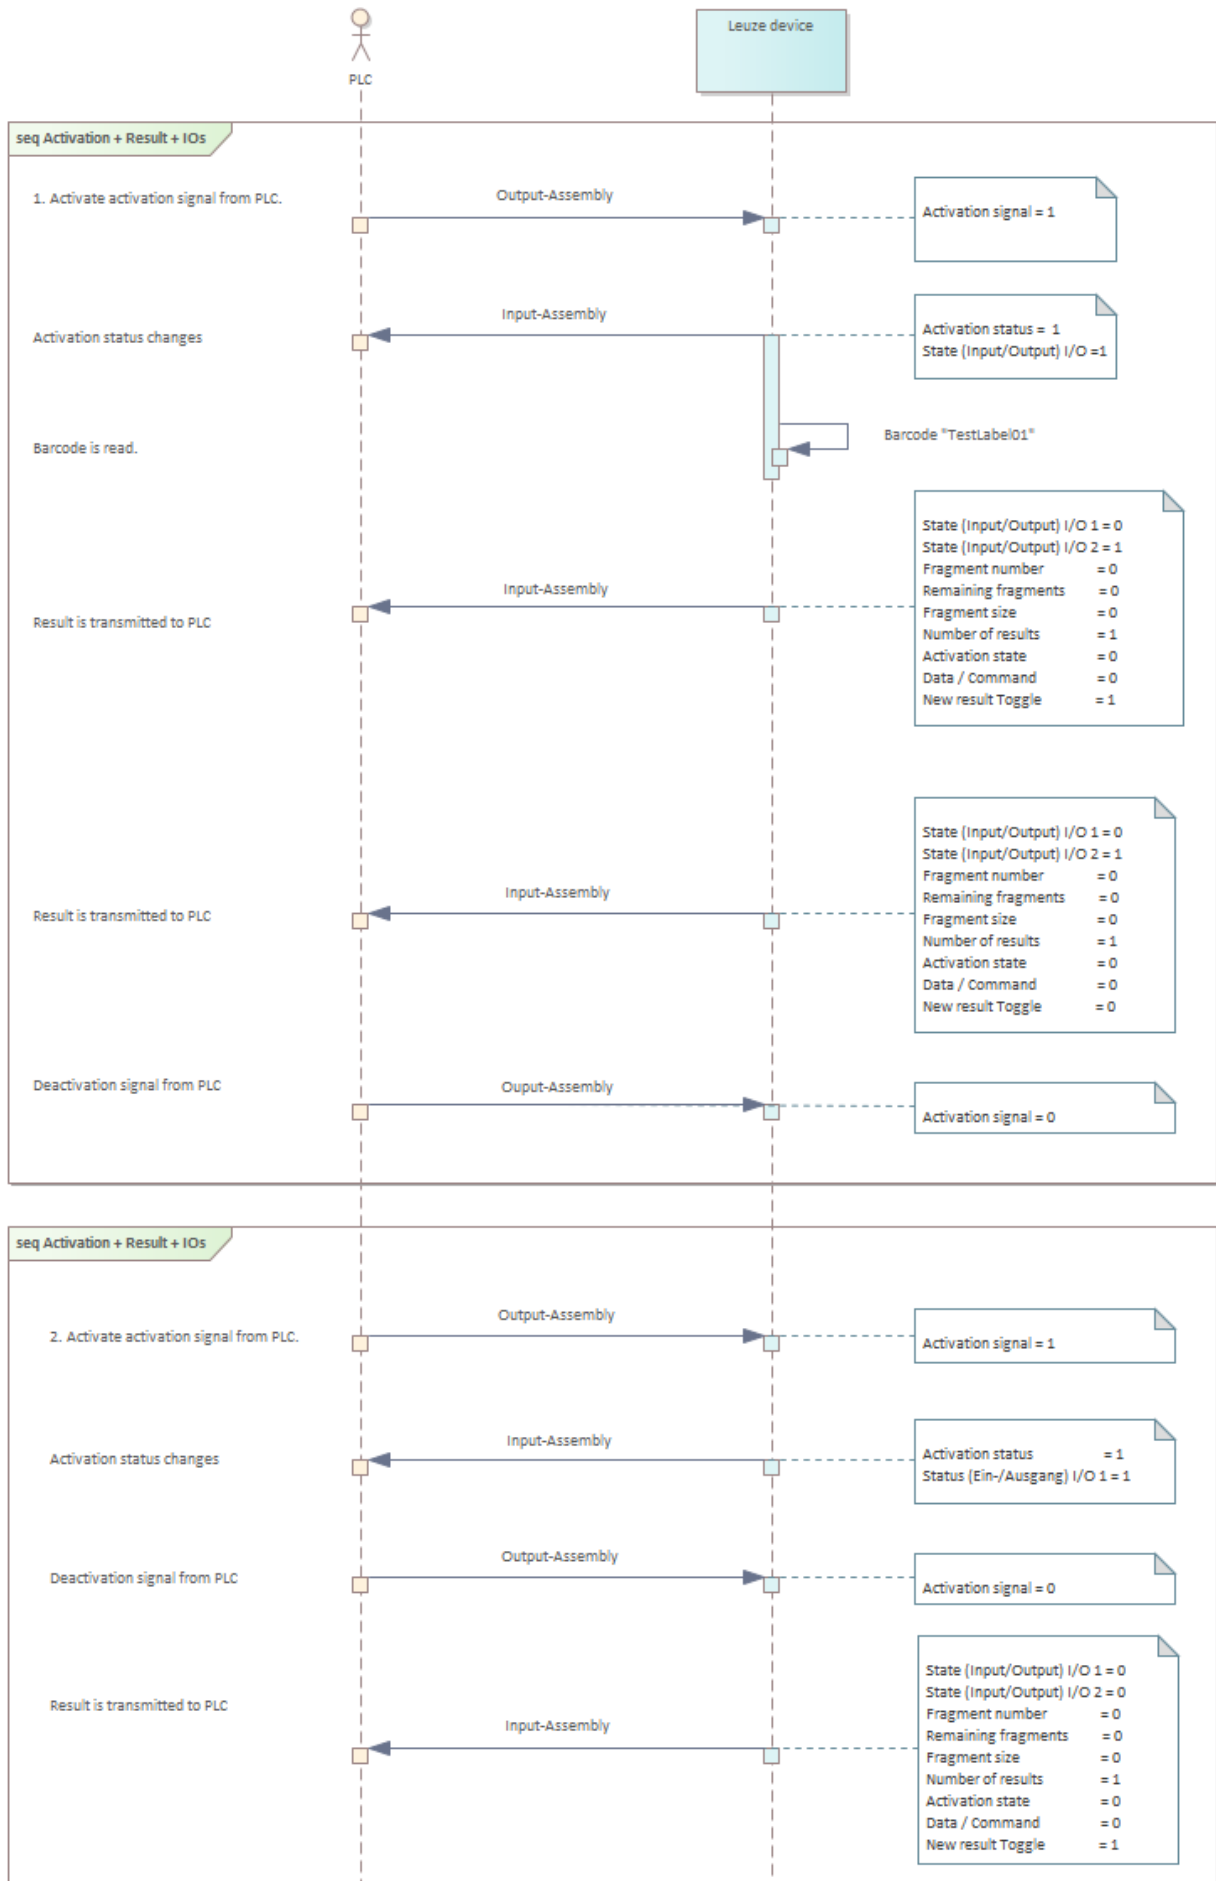 PLC
Leuze device
seq Activation + Result + IOs
1. Activate activation signal from PLC.
Output-Assembly
Activation signal = 1
Activation status changes
Input-Assembly
Activation status = 1
State (Input/Output) I/O =1
Barcode is read.
Barcode "TestLabel01"
Result is transmitted to PLC
Input-Assembly
State (Input/Output) I/O 1 = 0
State (Input/Output) I/O 2 = 1
Fragment number = 0
Remaining fragments = 0
Fragment size = 0
Number of results = 1
Activation state = 0
Data / Command = 0
New result Toggle = 1
Result is transmitted to PLC
Input-Assembly
State (Input/Output) I/O 1 = 0
State (Input/Output) I/O 2 = 1
Fragment number = 0
Remaining fragments = 0
Fragment size = 0
Number of results = 1
Activation state = 0
Data / Command = 0
New result Toggle = 0
Deactivation signal from PLC
Ouput-Assembly
Activation signal = 0
seq Activation + Result + IOs
2. Activate activation signal from PLC.
Output-Assembly
Activation signal = 1
Activation status changes
Input-Assembly
Activation status = 1
Status (Ein-/Ausgang) I/O 1 = 1
Deactivation signal from PLC
Output-Assembly
Activation signal = 0
Result is transmitted to PLC
Input-Assembly
State (Input/Output) I/O 1 = 0
State (Input/Output) I/O 2 = 0
Fragment number = 0
Remaining fragments = 0
Fragment size = 0
Number of results = 1
Activation state = 0
Data / Command = 0
New result Toggle = 1